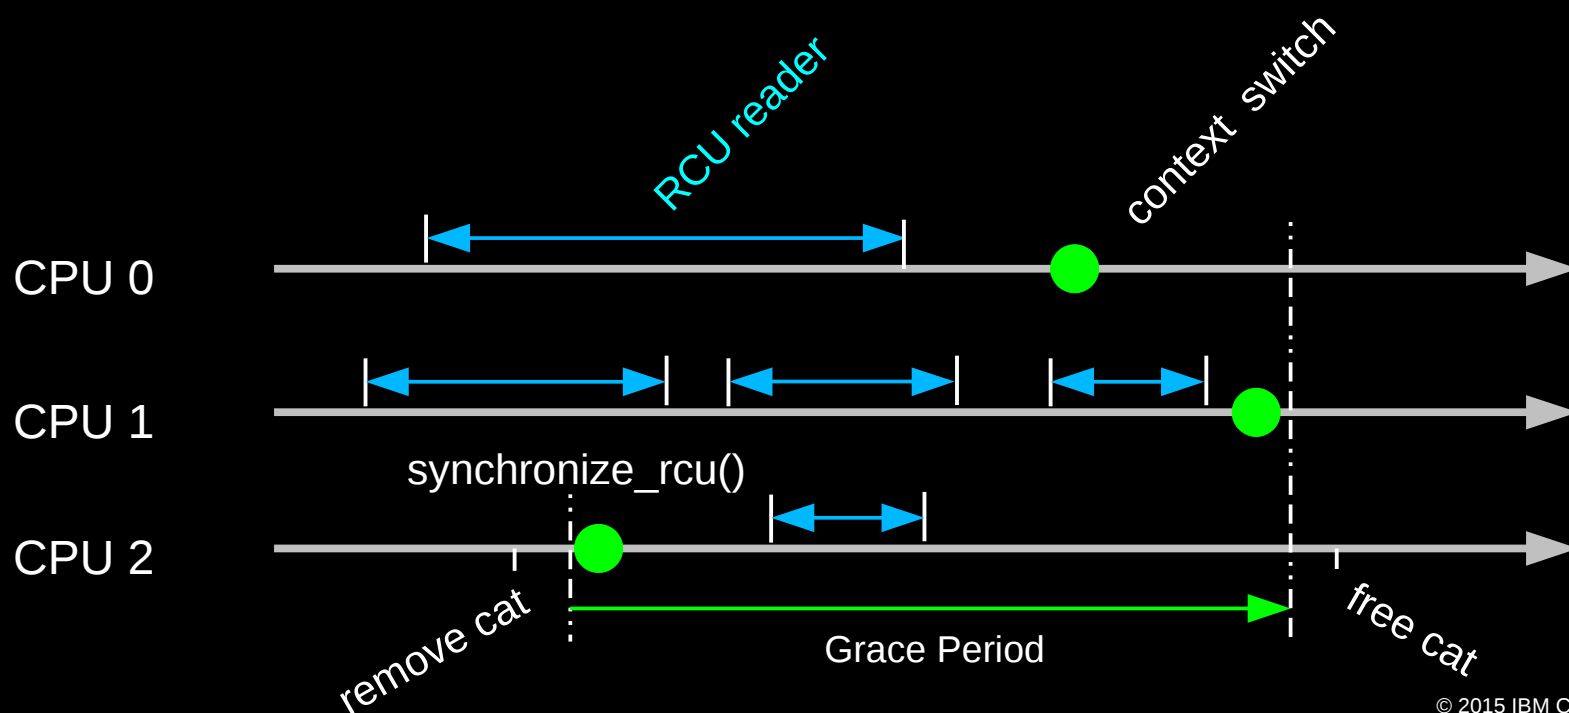 RCU reader
context switch
CPU 0
CPU 1
synchronize_rcu()
CPU 2
remove cat
Grace Period
free cat
© 2015 IBM